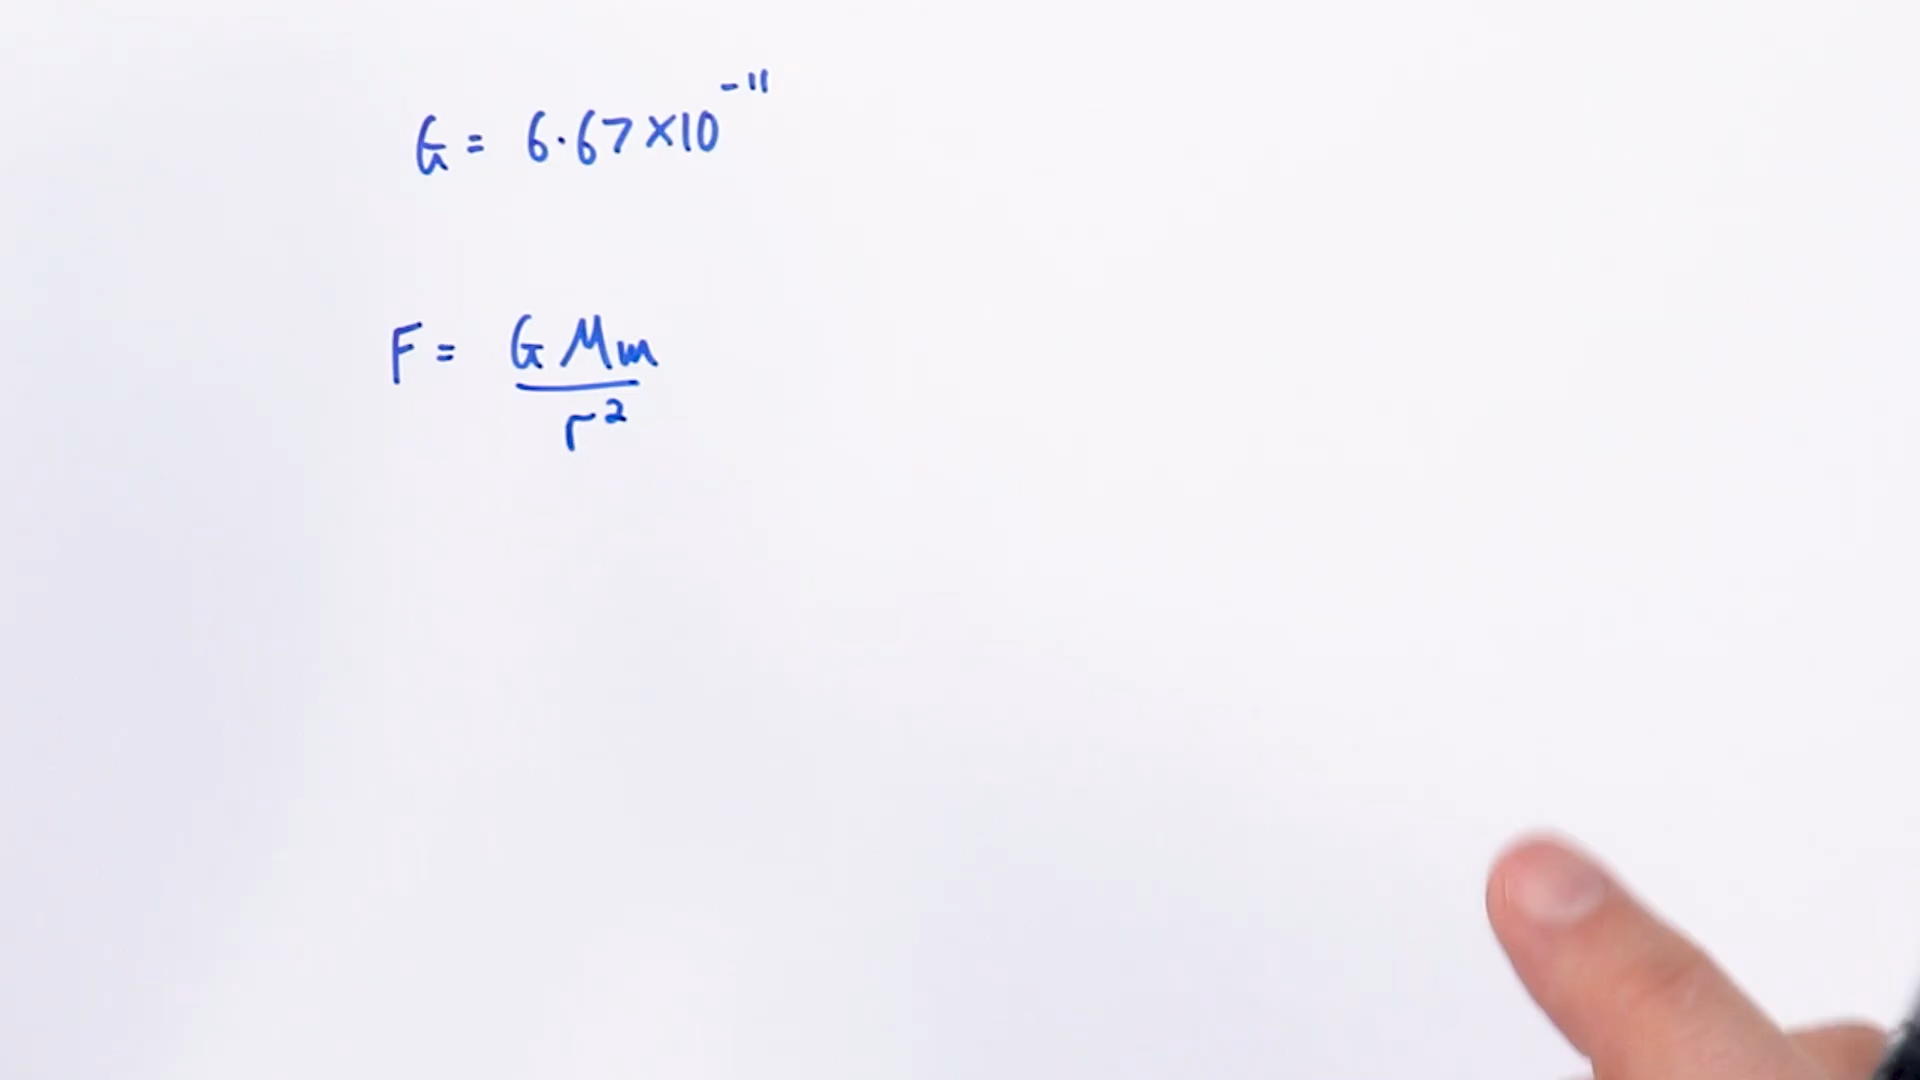 G = 6.67×10⁻¹¹
F = GMm
r²